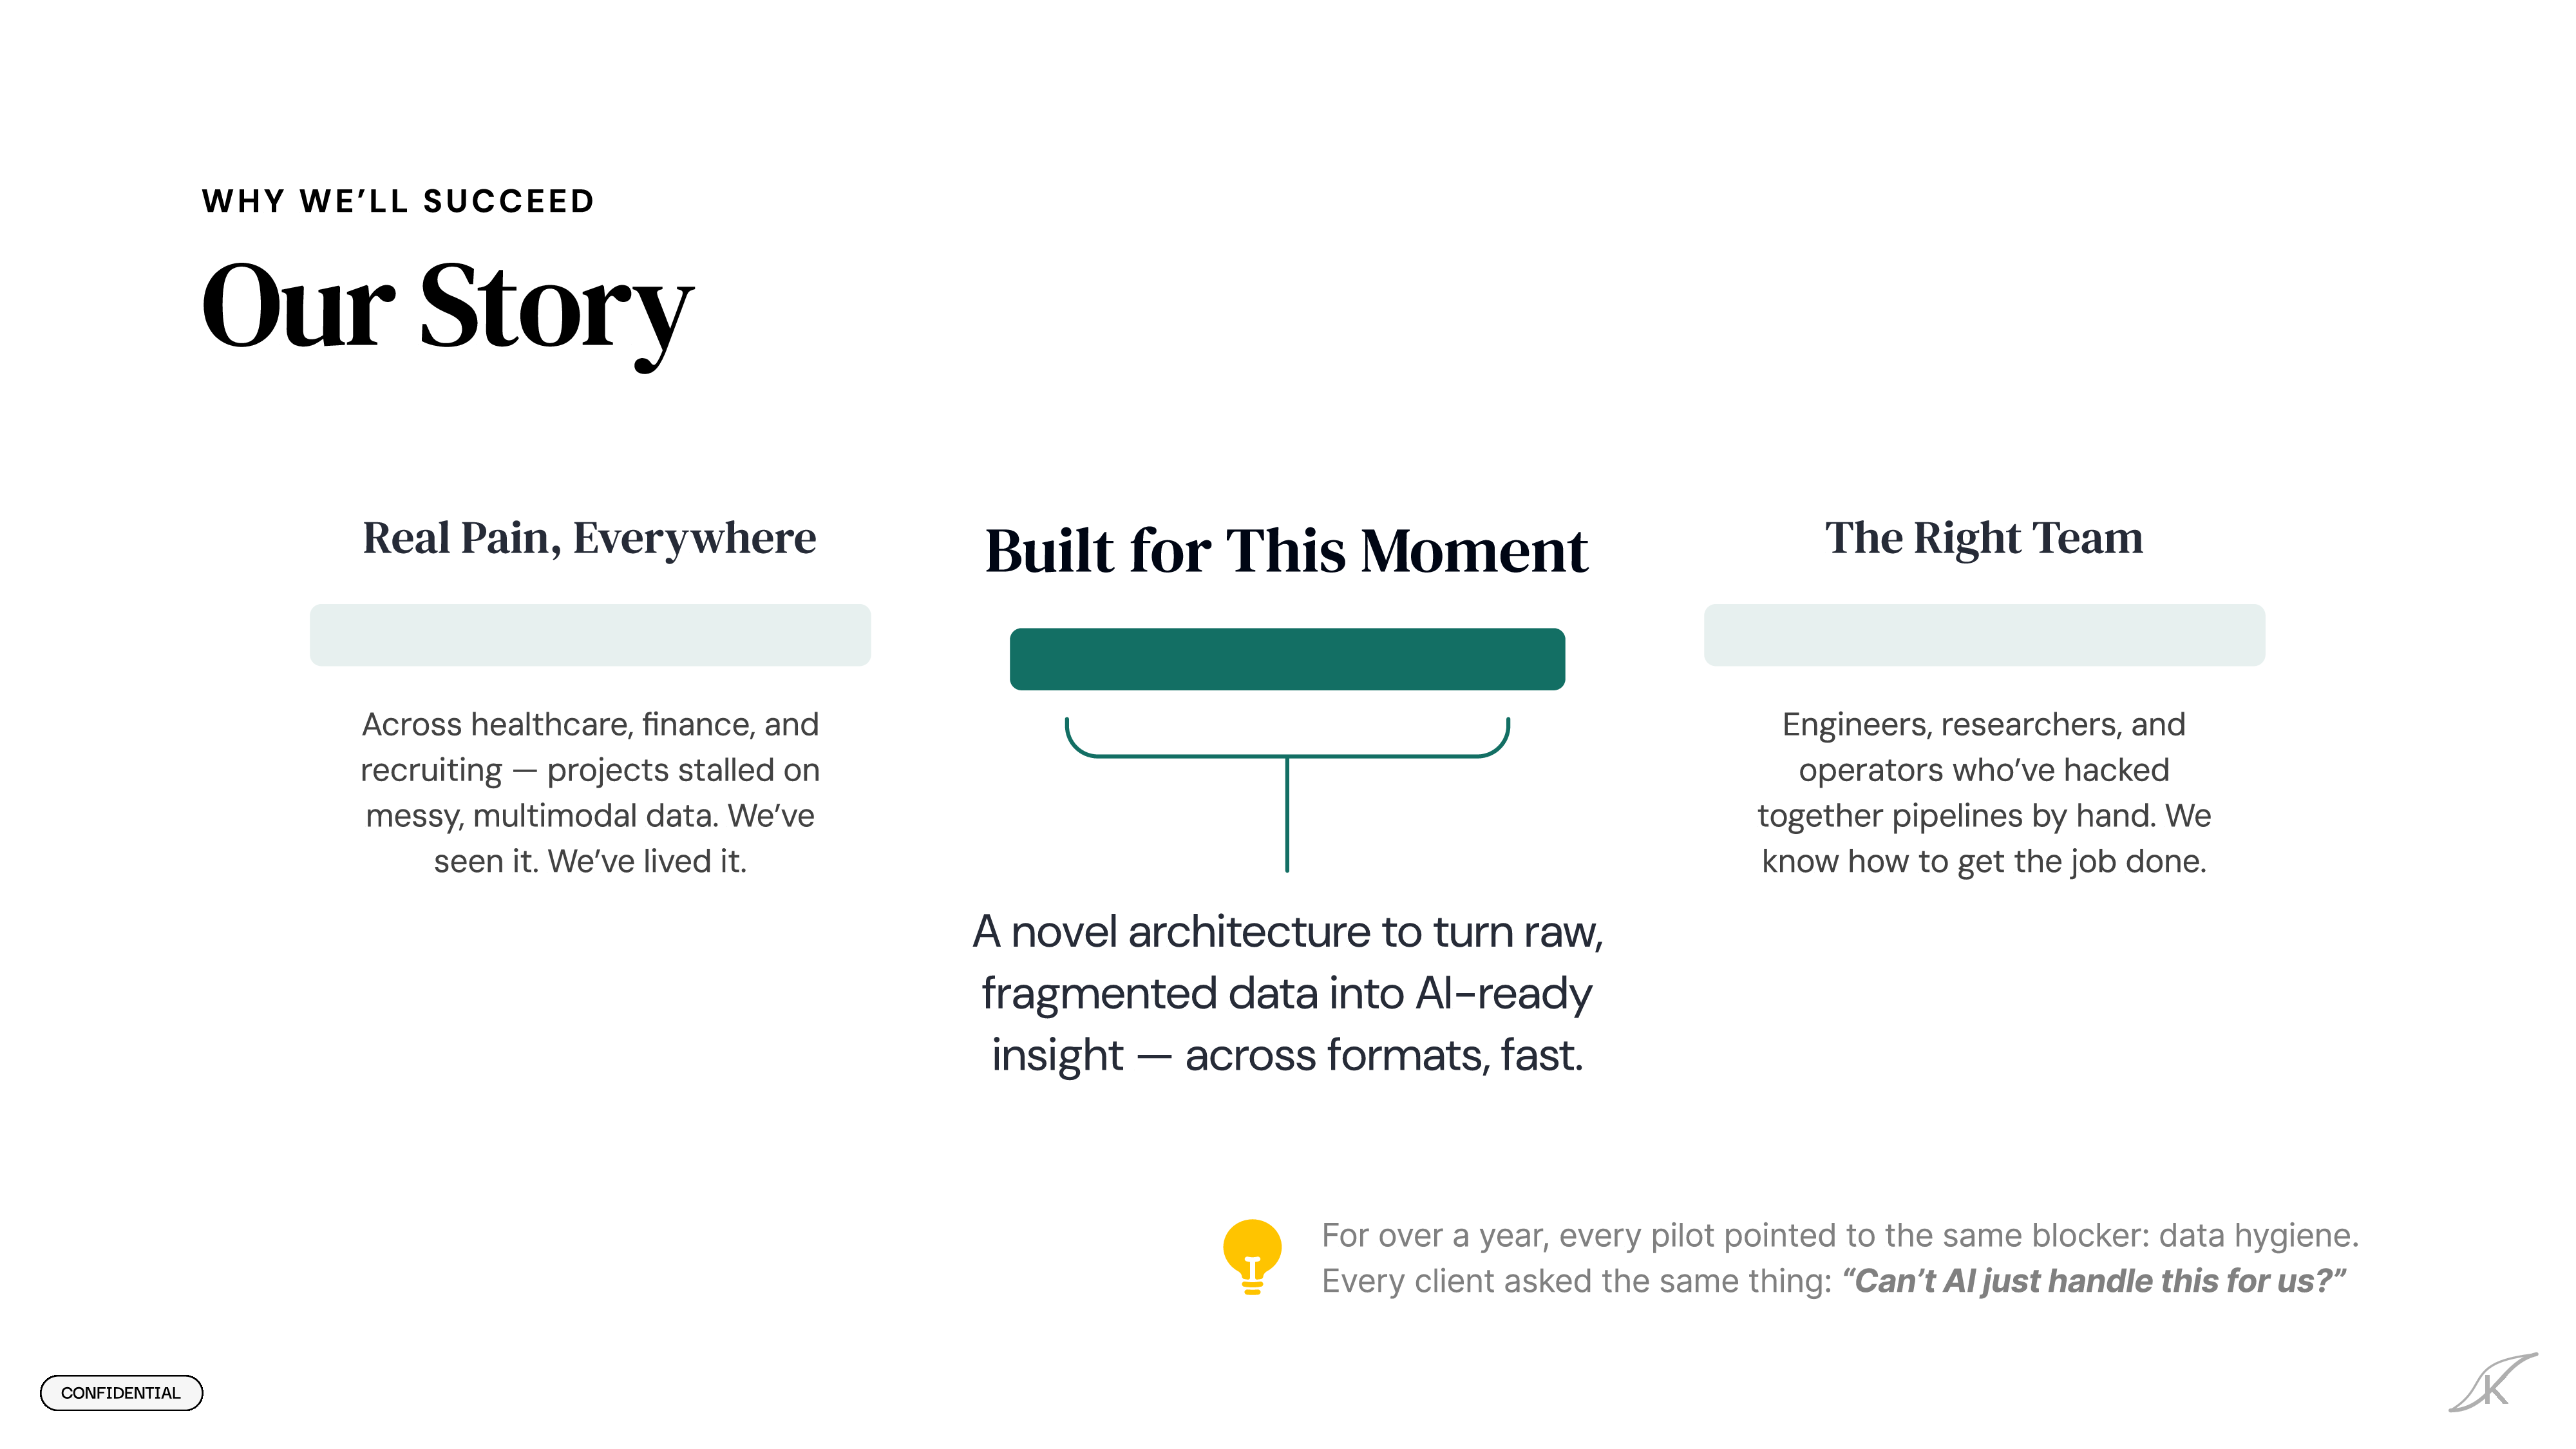 WHY WE’LL SUCCEED
Our Story
Real Pain, Everywhere
Across healthcare, finance, and
recruiting — projects stalled on
messy, multimodal data. We’ve
seen it. We’ve lived it.
Built for This Moment
A novel architecture to turn raw,
fragmented data into AI-ready
insight — across formats, fast.
The Right Team
Engineers, researchers, and
operators who’ve hacked
together pipelines by hand. We
know how to get the job done.
For over a year, every pilot pointed to the same blocker: data hygiene.
Every client asked the same thing: “Can’t AI just handle this for us?”
CONFIDENTIAL
K